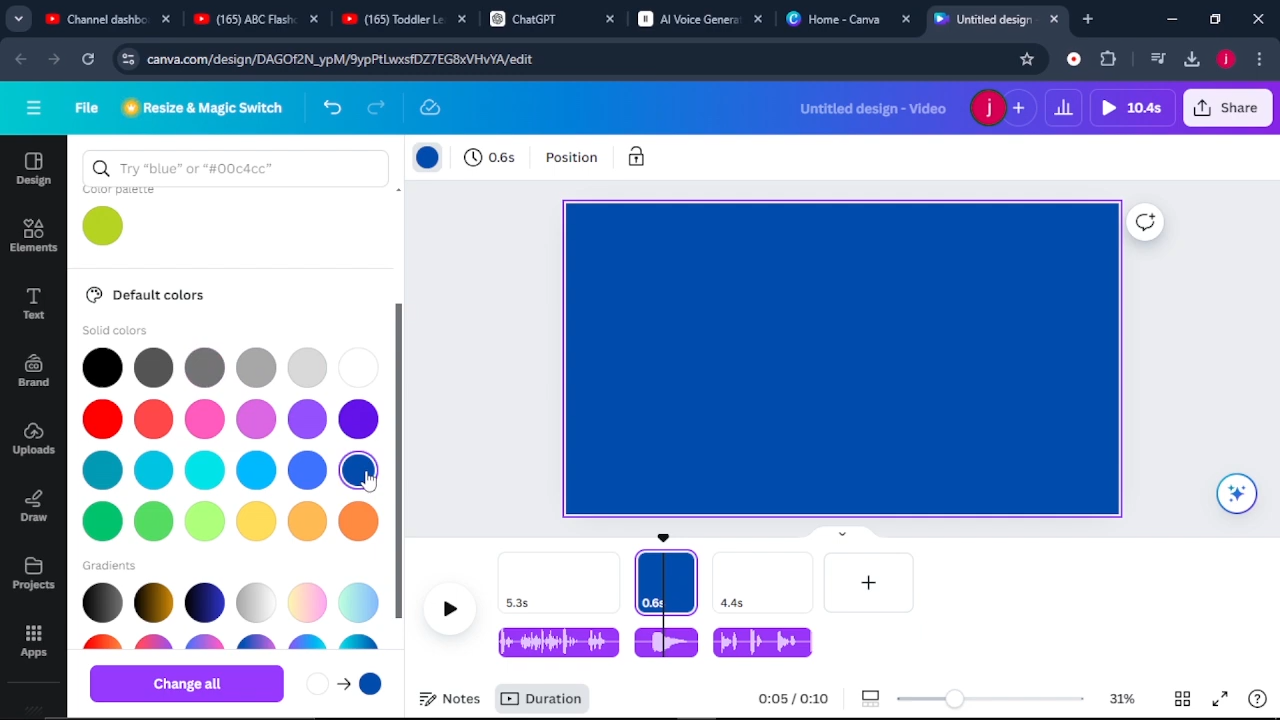 Channel dashbo
(165) ABC Flashc
(165) Toddler Le
ChatGPT
AI Voice Genera
Home - Canva
Untitled design -
canva.com/design/DAGOf2N_ypM/9ypPtLwxsfDZ7EG8xVHvYA/edit
j
File
Resize & Magic Switch
Untitled design - Video
j
10.4s
Share
Design
Elements
Text
Brand
Uploads
Draw
Projects
Apps
Try “blue” or “#00c4cc”
Color palette
Default colors
Solid colors
Gradients
Change all
0.6s
Position
5.3s
0.6s
4.4s
Notes
Duration
0:05 / 0:10
31%